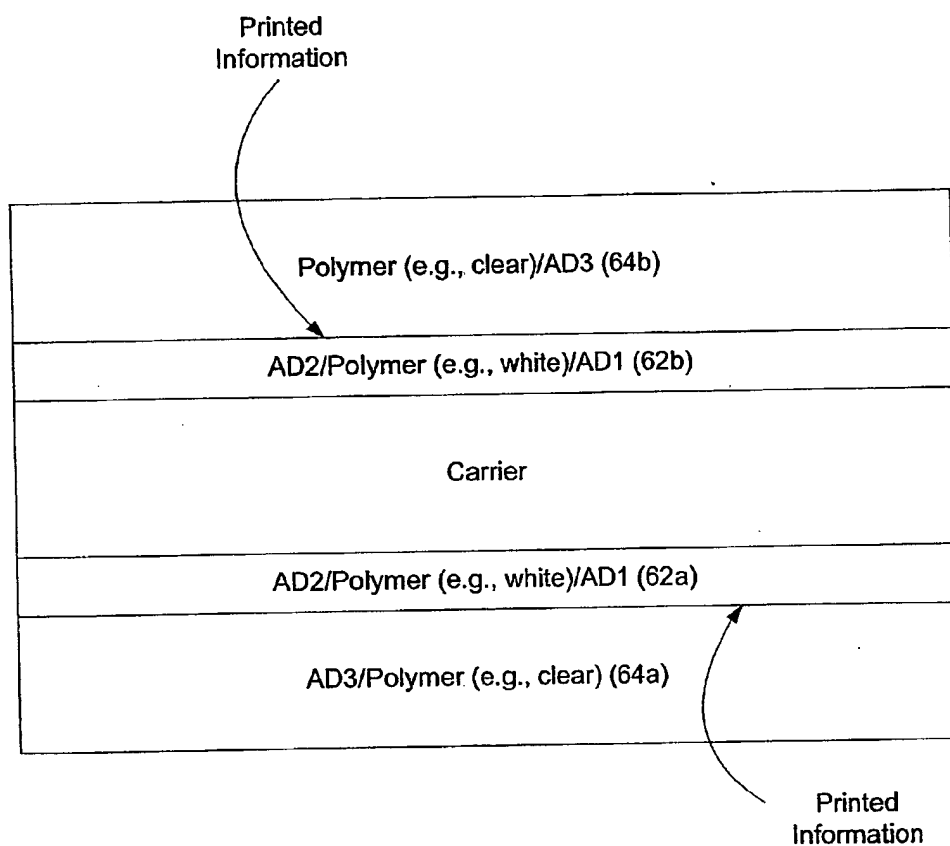 Printed
Information
Polymer (e.g., clear)/AD3 (64b)
AD2/Polymer (e.g., white)/AD1 (62b)
Carrier
AD2/Polymer (e.g., white)/AD1 (62a)
AD3/Polymer (e.g., clear) (64a)
Printed
Information